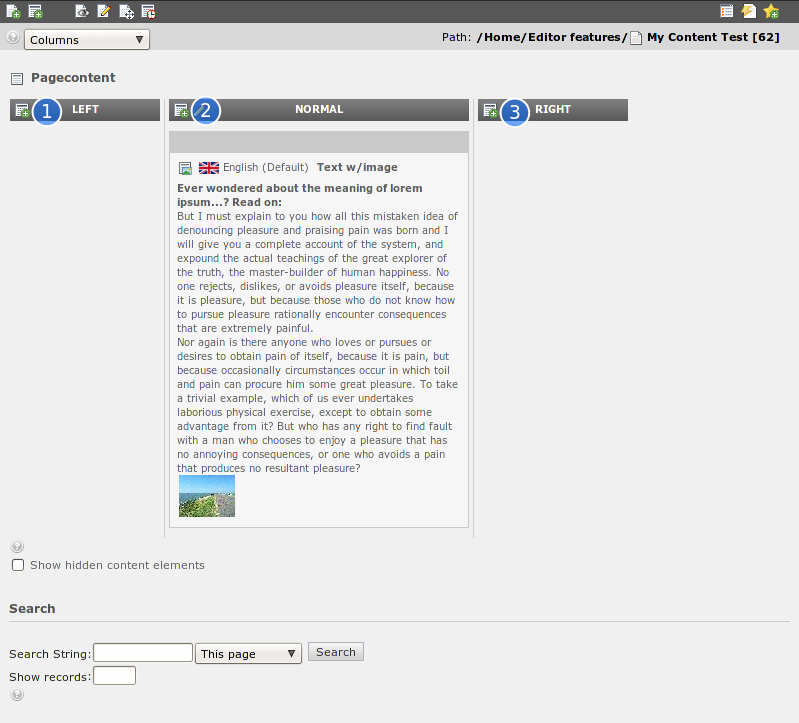 Columns
Path: /Home/Editor features/ My Content Test [62]
Pagecontent
1 LEFT
2 NORMAL
3 RIGHT
English (Default) Text w/image
Ever wondered about the meaning of lorem
ipsum...? Read on:
But I must explain to you how all this mistaken idea of
denouncing pleasure and praising pain was born and I
will give you a complete account of the system, and
expound the actual teachings of the great explorer of
the truth, the master-builder of human happiness. No
one rejects, dislikes, or avoids pleasure itself, because
it is pleasure, but because those who do not know how
to pursue pleasure rationally encounter consequences
that are extremely painful.
Nor again is there anyone who loves or pursues or
desires to obtain pain of itself, because it is pain, but
because occasionally circumstances occur in which toil
and pain can procure him some great pleasure. To take
a trivial example, which of us ever undertakes
laborious physical exercise, except to obtain some
advantage from it? But who has any right to find fault
with a man who chooses to enjoy a pleasure that has
no annoying consequences, or one who avoids a pain
that produces no resultant pleasure?
Show hidden content elements
Search
Search String: This page Search
Show records: